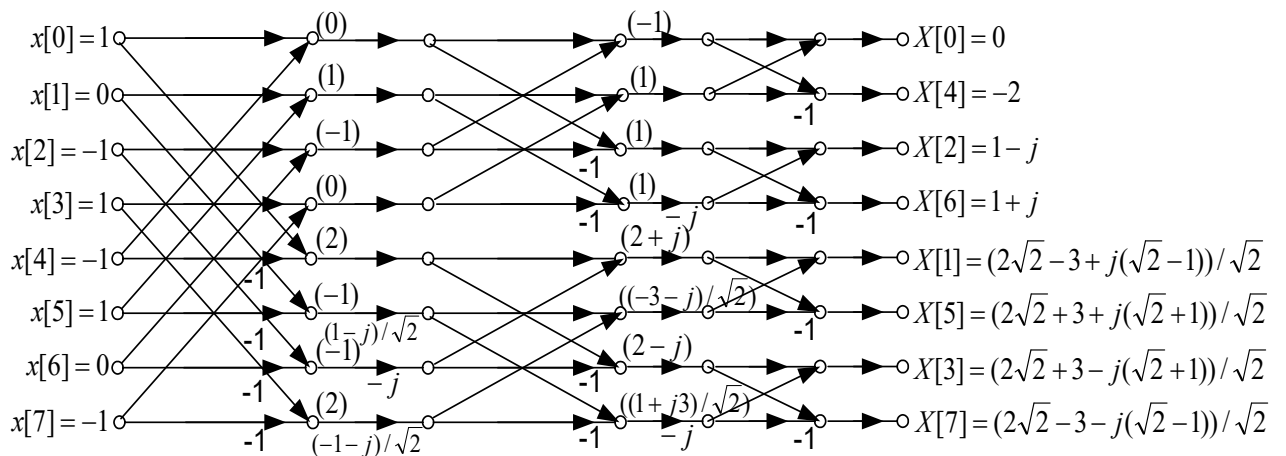 x[0] = 1 (0) (−1) X[0] = 0
x[1] = 0 (1) (1) X[4] = −2
-1
x[2] = −1 (−1) (1) X[2] = 1 − j
-1
x[3] = 1 (0) (1) − j X[6] = 1 + j
-1 -1
x[4] = −1 (2) (2 + j) X[1] = (2√2 − 3 + j(√2 − 1)) / √2
-1
x[5] = 1 (−1) ((−3 − j) / √2) X[5] = (2√2 + 3 + j(√2 + 1)) / √2
-1 (1 − j) / √2 -1
x[6] = 0 (−1) − j (2 − j) X[3] = (2√2 + 3 − j(√2 + 1)) / √2
-1 -1
x[7] = −1 (2) ((1 + j3) / √2) − j X[7] = (2√2 − 3 − j(√2 − 1)) / √2
-1 (−1 − j) / √2 -1 -1